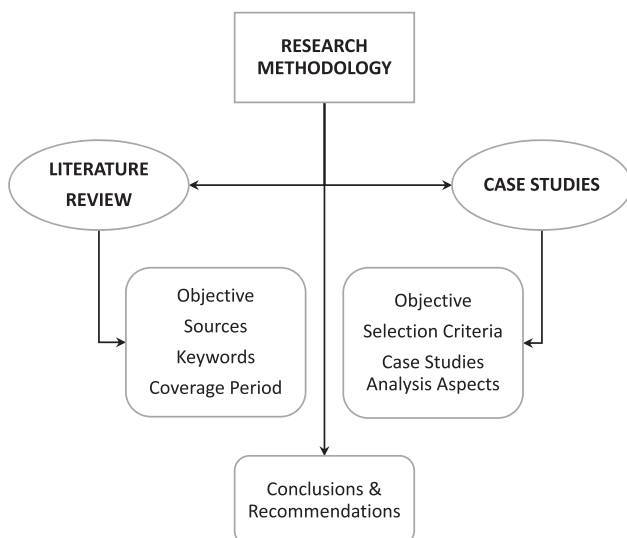 RESEARCH
METHODOLOGY
LITERATURE
REVIEW
CASE STUDIES
Objective
Sources
Keywords
Coverage Period
Objective
Selection Criteria
Case Studies
Analysis Aspects
Conclusions &
Recommendations